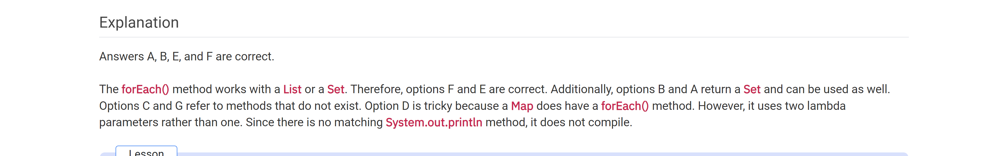 Explanation
Answers A, B, E, and F are correct.
The forEach() method works with a List or a Set. Therefore, options F and E are correct. Additionally, options B and A return a Set and can be used as well.
Options C and G refer to methods that do not exist. Option D is tricky because a Map does have a forEach() method. However, it uses two lambda
parameters rather than one. Since there is no matching System.out.println method, it does not compile.
Lesson